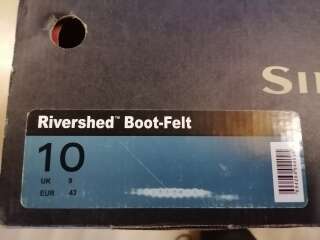 Rivershed™ Boot-Felt
10
UK 9
EUR 43